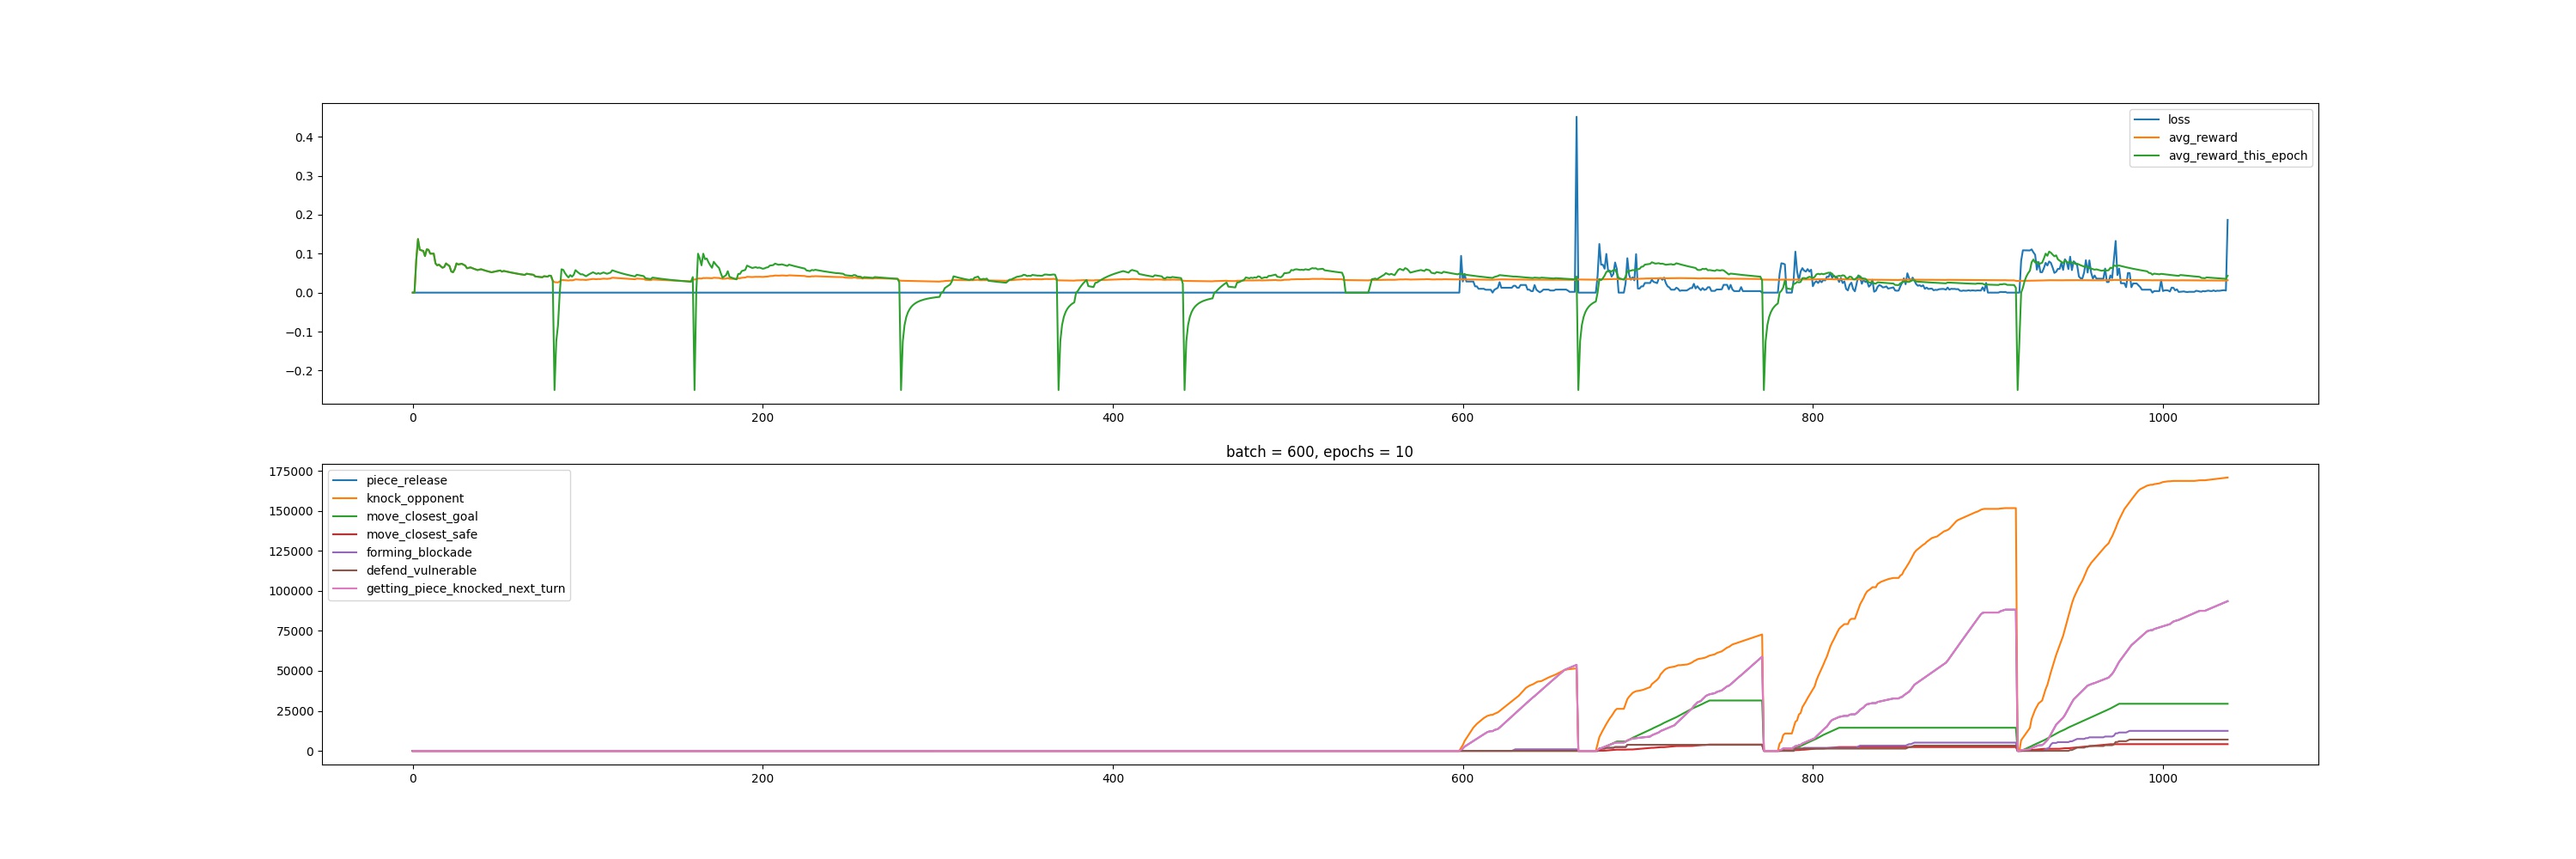 0.4
0.3
0.2
0.1
0.0
−0.1
−0.2
loss
avg_reward
avg_reward_this_epoch
0 200 400 600 800 1000
batch = 600, epochs = 10
175000
150000
125000
100000
75000
50000
25000
0
piece_release
knock_opponent
move_closest_goal
move_closest_safe
forming_blockade
defend_vulnerable
getting_piece_knocked_next_turn
0 200 400 600 800 1000